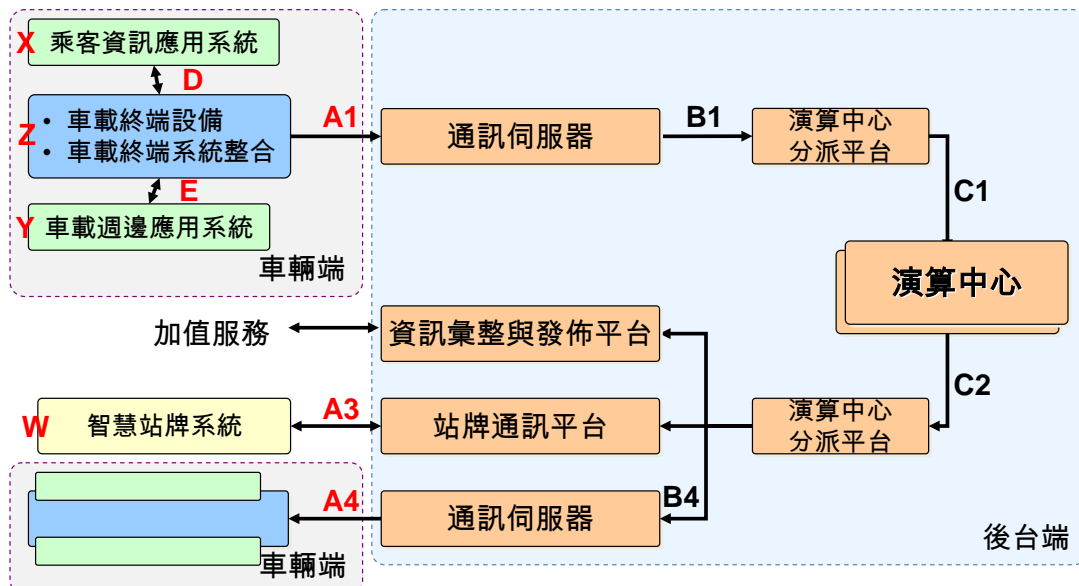 X 乘客資訊應用系統
D
Z
• 車載終端設備
• 車載終端系統整合
E
Y 車載週邊應用系統
車輛端
A1
通訊伺服器
B1
演算中心
分派平台
C1
演算中心
加值服務
資訊彙整與發佈平台
C2
W 智慧站牌系統
A3
站牌通訊平台
演算中心
分派平台
A4
通訊伺服器
B4
車輛端
後台端